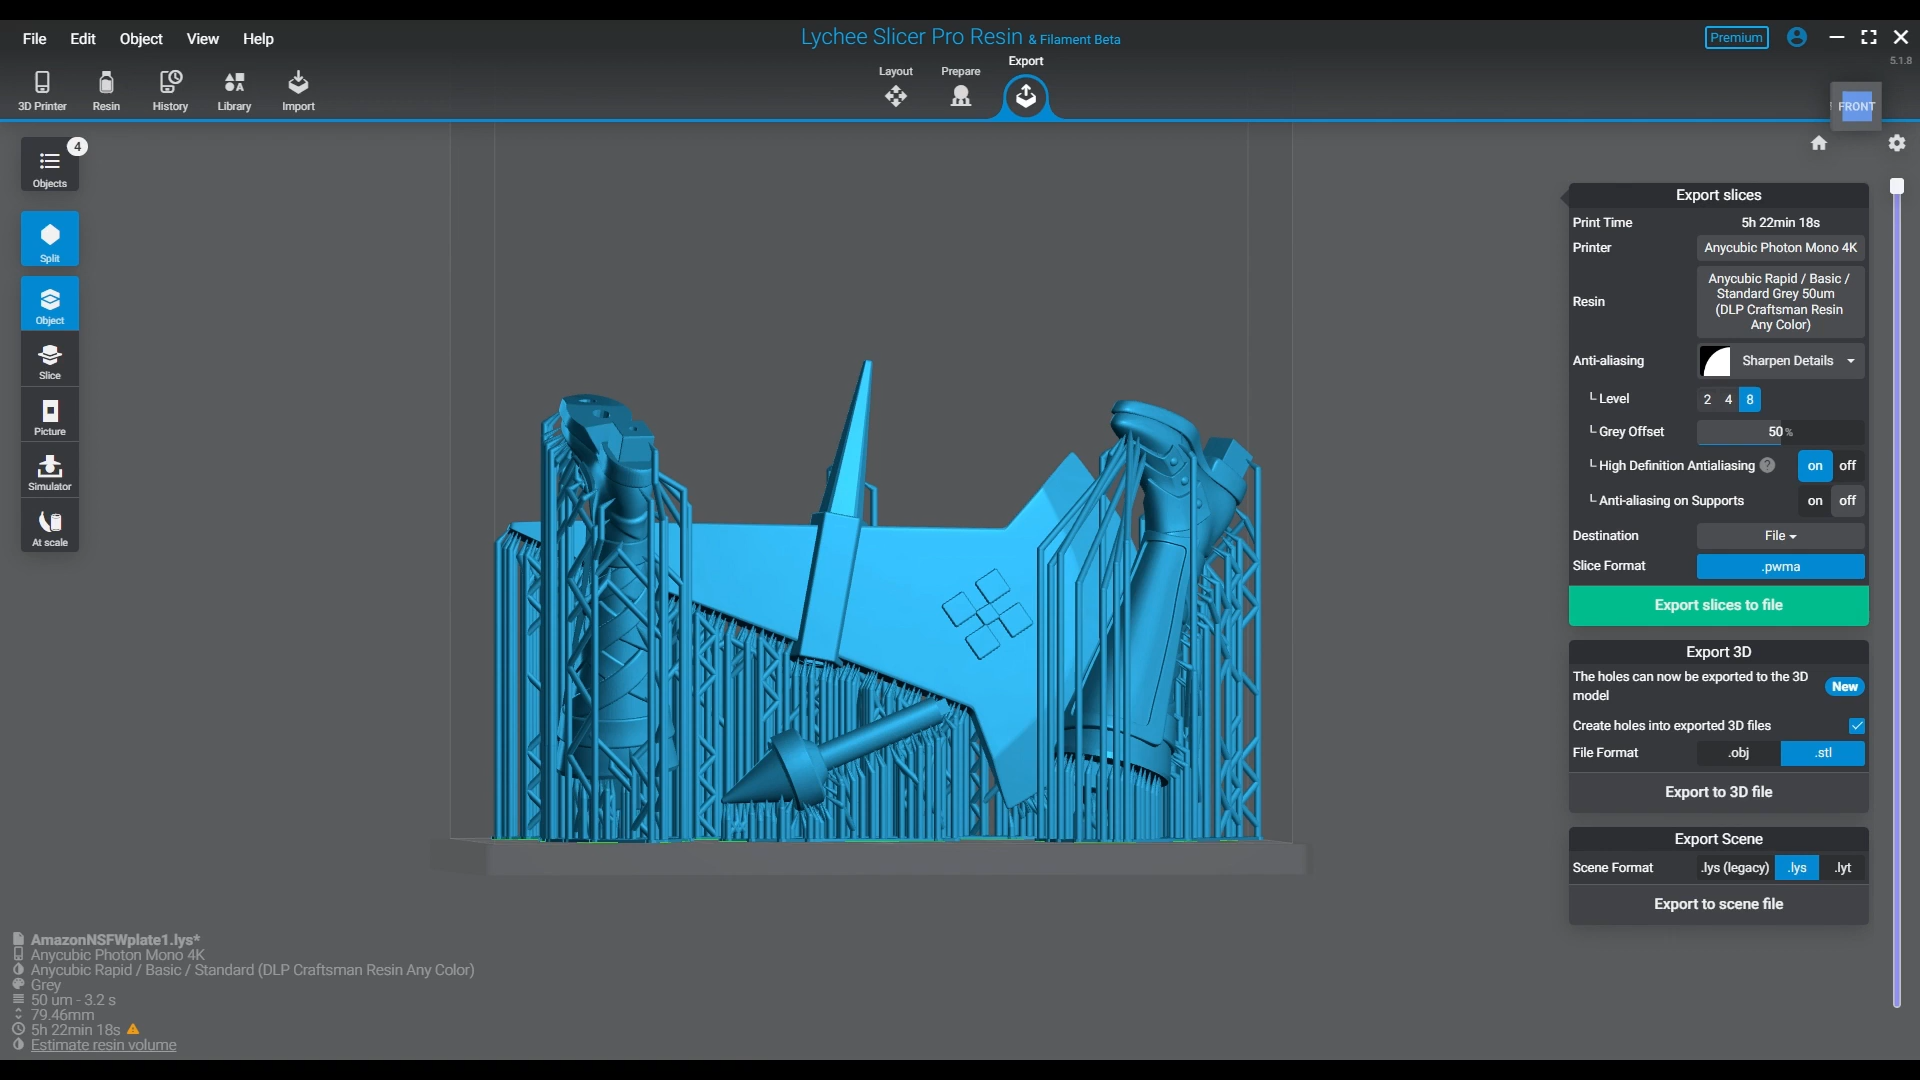 File Edit Object View Help
Lychee Slicer Pro Resin & Filament Beta
Premium
5.1.8
3D Printer Resin History Library Import
Layout Prepare Export
FRONT
4
Objects
Split
Object
Slice
Picture
Simulator
At scale
Export slices
Print Time 5h 22min 18s
Printer Anycubic Photon Mono 4K
Resin Anycubic Rapid / Basic /
Standard Grey 50um
(DLP Craftsman Resin
Any Color)
Anti-aliasing Sharpen Details
Level 2 4 8
Grey Offset 50 %
High Definition Antialiasing ? on off
Anti-aliasing on Supports on off
Destination File
Slice Format .pwma
Export slices to file
Export 3D
The holes can now be exported to the 3D
model New
Create holes into exported 3D files
File Format .obj .stl
Export to 3D file
Export Scene
Scene Format .lys (legacy) .lys .lyt
Export to scene file
AmazonNSFWplate1.lys*
Anycubic Photon Mono 4K
Anycubic Rapid / Basic / Standard (DLP Craftsman Resin Any Color)
Grey
50 um - 3.2 s
79.46mm
5h 22min 18s
Estimate resin volume